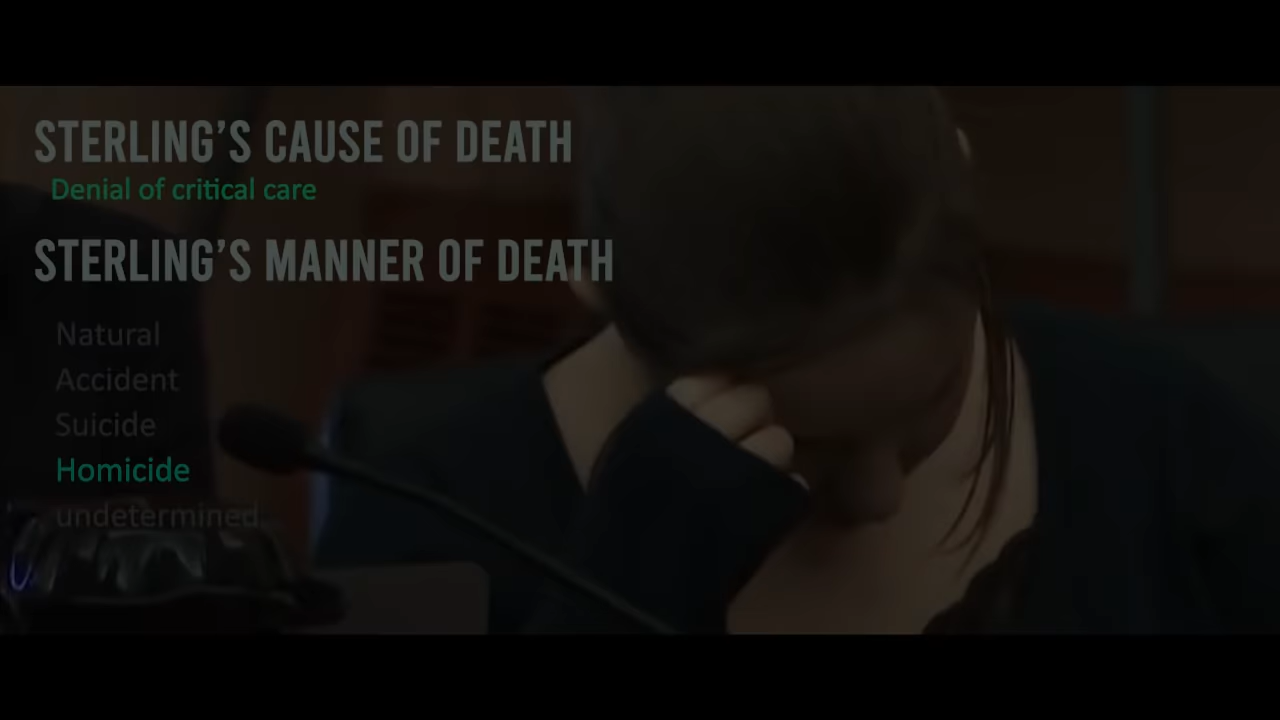 STERLING'S CAUSE OF DEATH
Denial of critical care
STERLING'S MANNER OF DEATH
Natural
Accident
Suicide
Homicide
undetermined